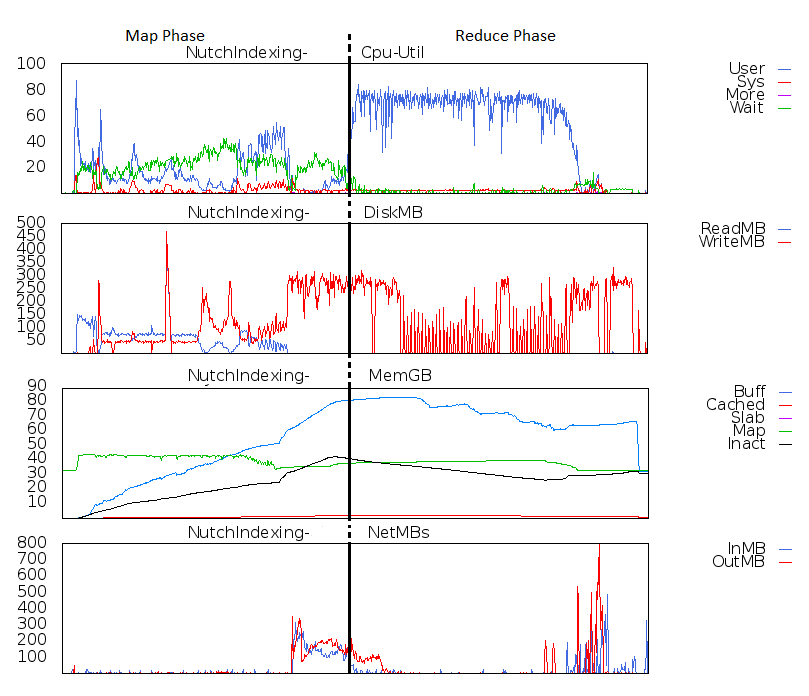 Map Phase Reduce Phase
NutchIndexing- Cpu-Util
100
80
60
40
20
User
Sys
More
Wait
NutchIndexing- DiskMB
500
450
400
350
300
250
200
150
100
50
ReadMB
WriteMB
NutchIndexing- MemGB
90
80
70
60
50
40
30
20
10
Buff
Cached
Slab
Map
Inact
NutchIndexing- NetMBs
800
700
600
500
400
300
200
100
InMB
OutMB